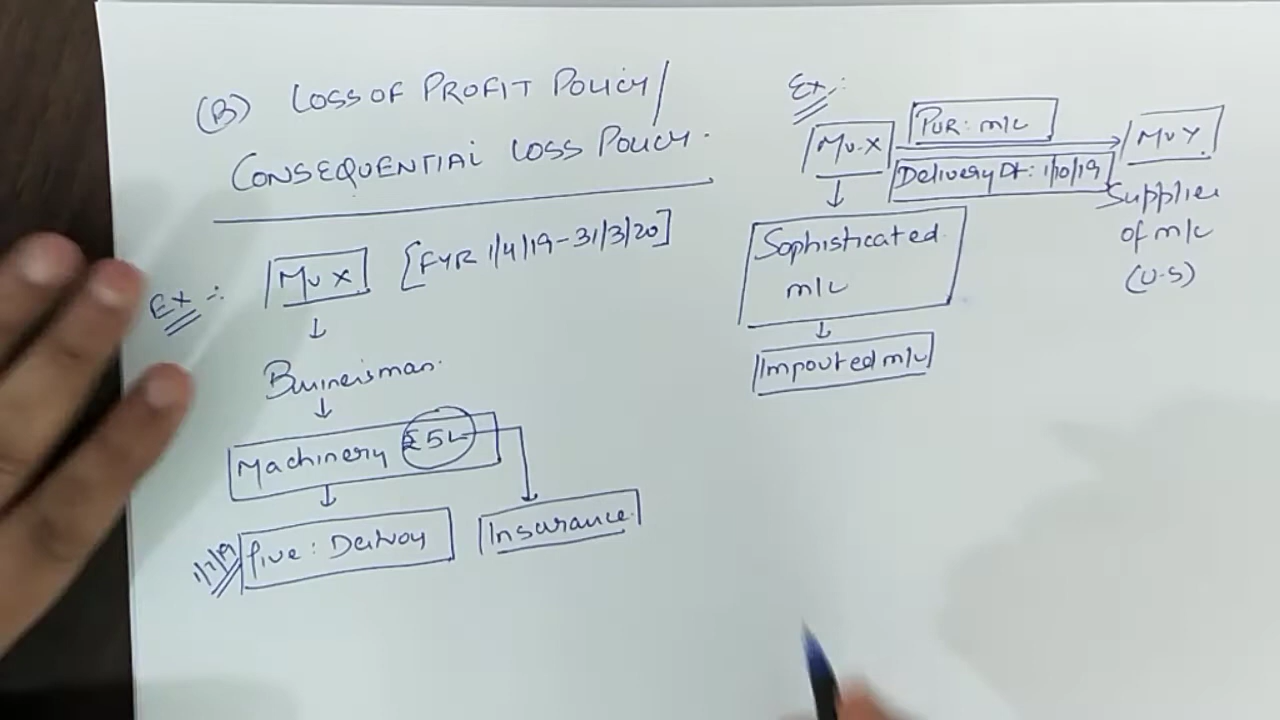 (B) LOSS OF PROFIT POLICY/
CONSEQUENTIAL LOSS POLICY.
Ex :-
Mr X [FYR 1/4/19-31/3/20]
↓
Businessman.
↓
Machinery ₹5L
↓
1/7/19 fire : Destroy
Insurance
Ex :-
Mr. X
PUR: m/c
Delivery Dt: 1/10/19
Mr Y
Supplier
of m/c
(U.S)
↓
Sophisticated
m/c
↓
Imported m/c